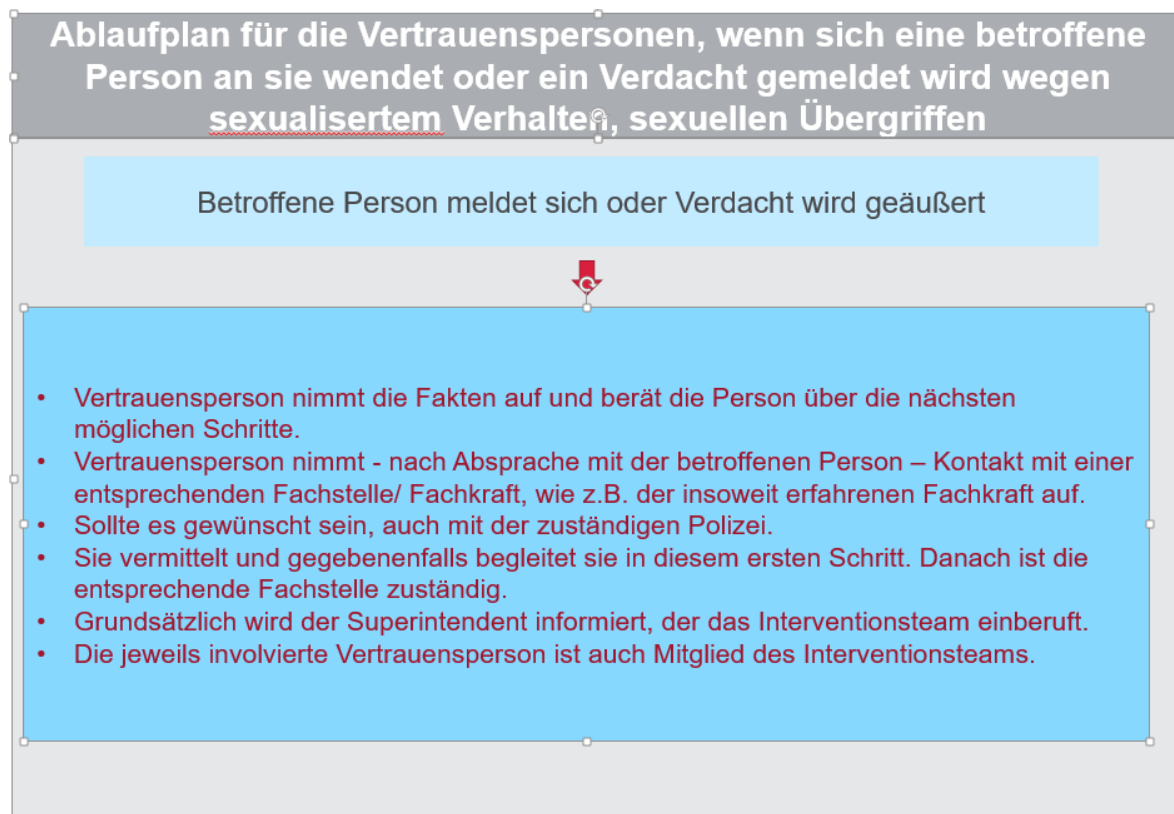 Ablaufplan für die Vertrauenspersonen, wenn sich eine betroffene
Person an sie wendet oder ein Verdacht gemeldet wird wegen
sexualisertem Verhalten, sexuellen Übergriffen
Betroffene Person meldet sich oder Verdacht wird geäußert
• Vertrauensperson nimmt die Fakten auf und berät die Person über die nächsten
möglichen Schritte.
• Vertrauensperson nimmt - nach Absprache mit der betroffenen Person – Kontakt mit einer
entsprechenden Fachstelle/ Fachkraft, wie z.B. der insoweit erfahrenen Fachkraft auf.
• Sollte es gewünscht sein, auch mit der zuständigen Polizei.
• Sie vermittelt und gegebenenfalls begleitet sie in diesem ersten Schritt. Danach ist die
entsprechende Fachstelle zuständig.
• Grundsätzlich wird der Superintendent informiert, der das Interventionsteam einberuft.
• Die jeweils involvierte Vertrauensperson ist auch Mitglied des Interventionsteams.